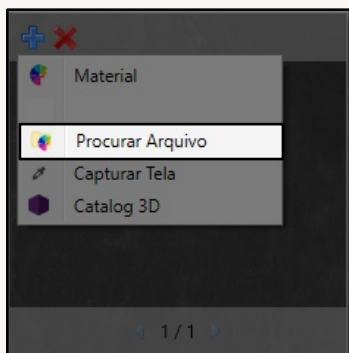 Material
Procurar Arquivo
Capturar Tela
Catalog 3D
1 / 1